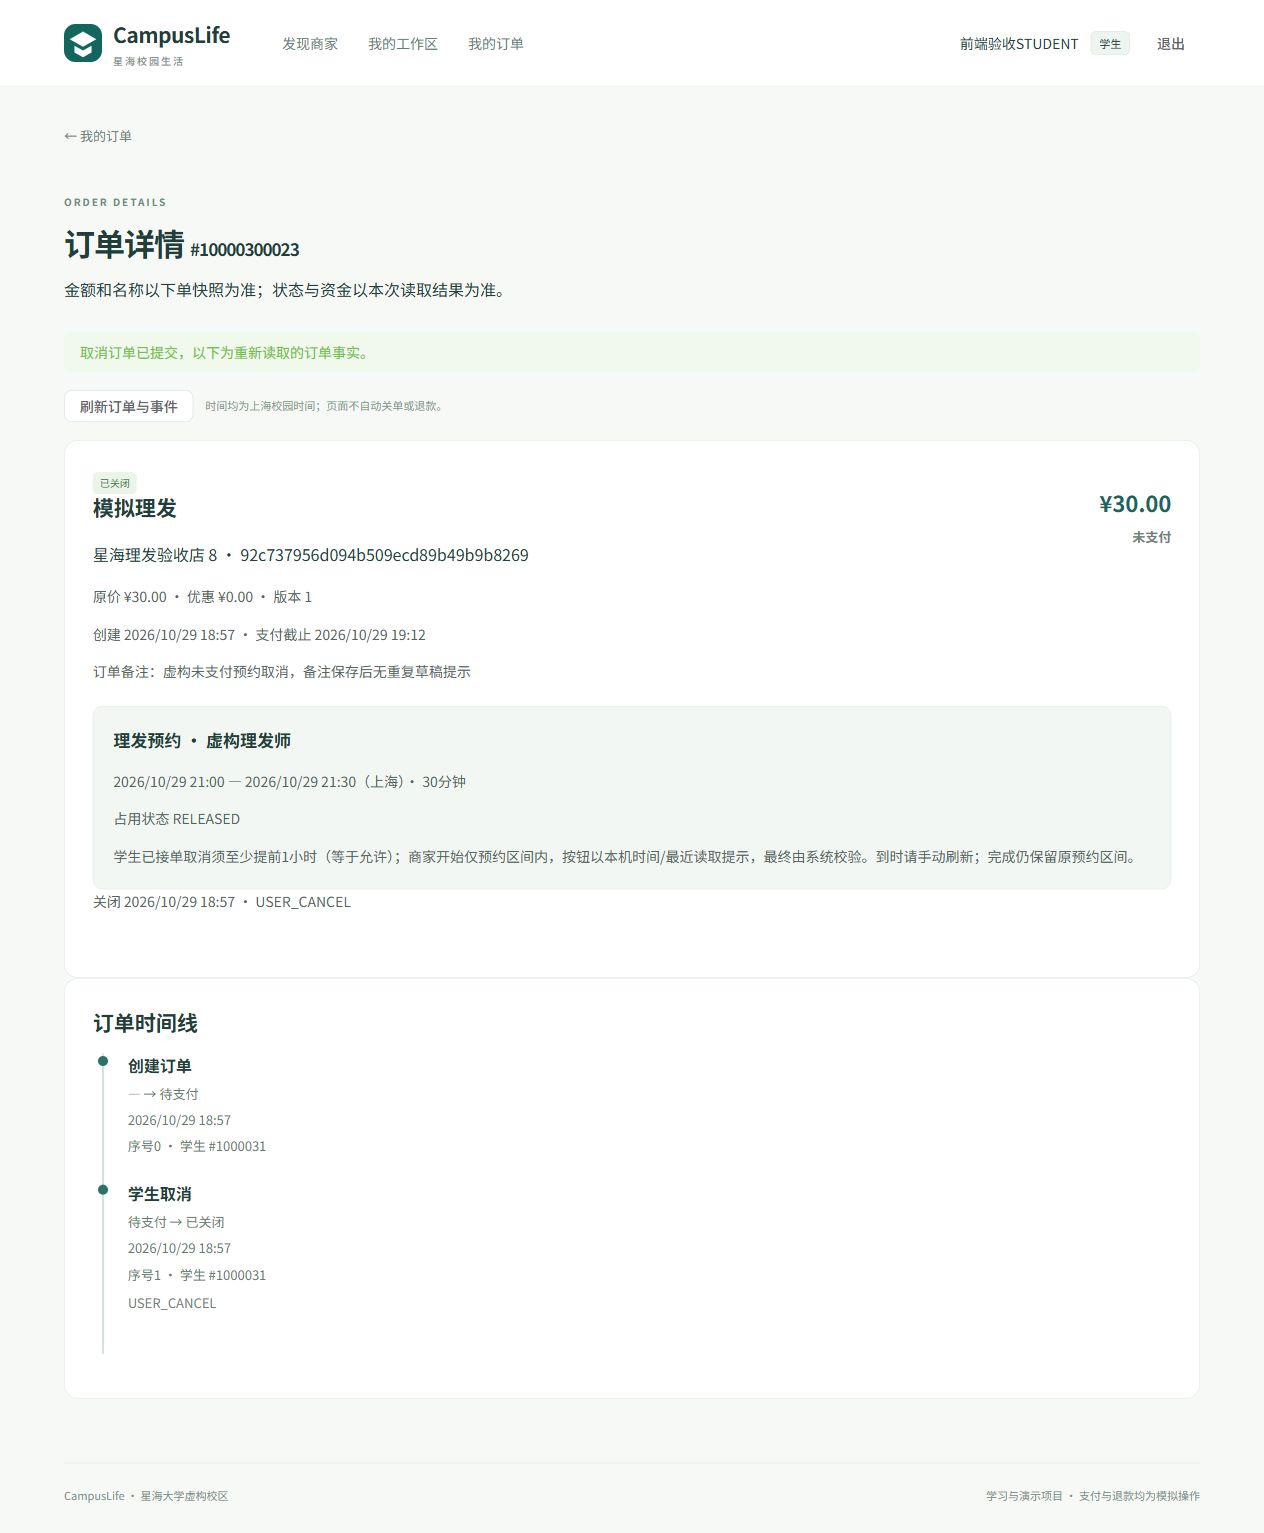 CampusLife
星海校园生活
发现商家
我的工作区
我的订单
前端验收STUDENT
学生
退出
← 我的订单
ORDER DETAILS
订单详情 #10000300023
金额和名称以下单快照为准；状态与资金以本次读取结果为准。
取消订单已提交，以下为重新读取的订单事实。
刷新订单与事件
时间均为上海校园时间；页面不自动关单或退款。
已关闭
模拟理发
¥30.00
未支付
星海理发验收店 8 · 92c737956d094b509ecd89b49b9b8269
原价 ¥30.00 · 优惠 ¥0.00 · 版本 1
创建 2026/10/29 18:57 · 支付截止 2026/10/29 19:12
订单备注：虚构未支付预约取消，备注保存后无重复草稿提示
理发预约 · 虚构理发师
2026/10/29 21:00 — 2026/10/29 21:30（上海）· 30分钟
占用状态 RELEASED
学生已接单取消须至少提前1小时（等于允许）；商家开始仅预约区间内，按钮以本机时间/最近读取提示，最终由系统校验。到时请手动刷新；完成仍保留原预约区间。
关闭 2026/10/29 18:57 · USER_CANCEL
订单时间线
创建订单
— → 待支付
2026/10/29 18:57
序号0 · 学生 #1000031
学生取消
待支付 → 已关闭
2026/10/29 18:57
序号1 · 学生 #1000031
USER_CANCEL
CampusLife · 星海大学虚构校区
学习与演示项目 · 支付与退款均为模拟操作